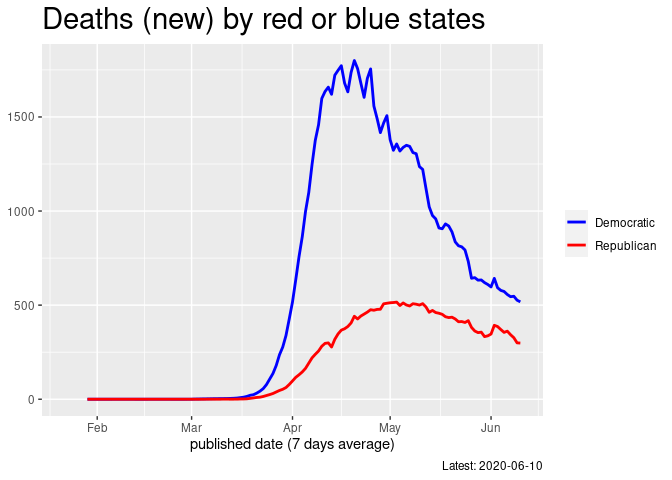 Deaths (new) by red or blue states
1500
1000
500
0
Feb Mar Apr May Jun
published date (7 days average)
Democratic
Republican
Latest: 2020-06-10